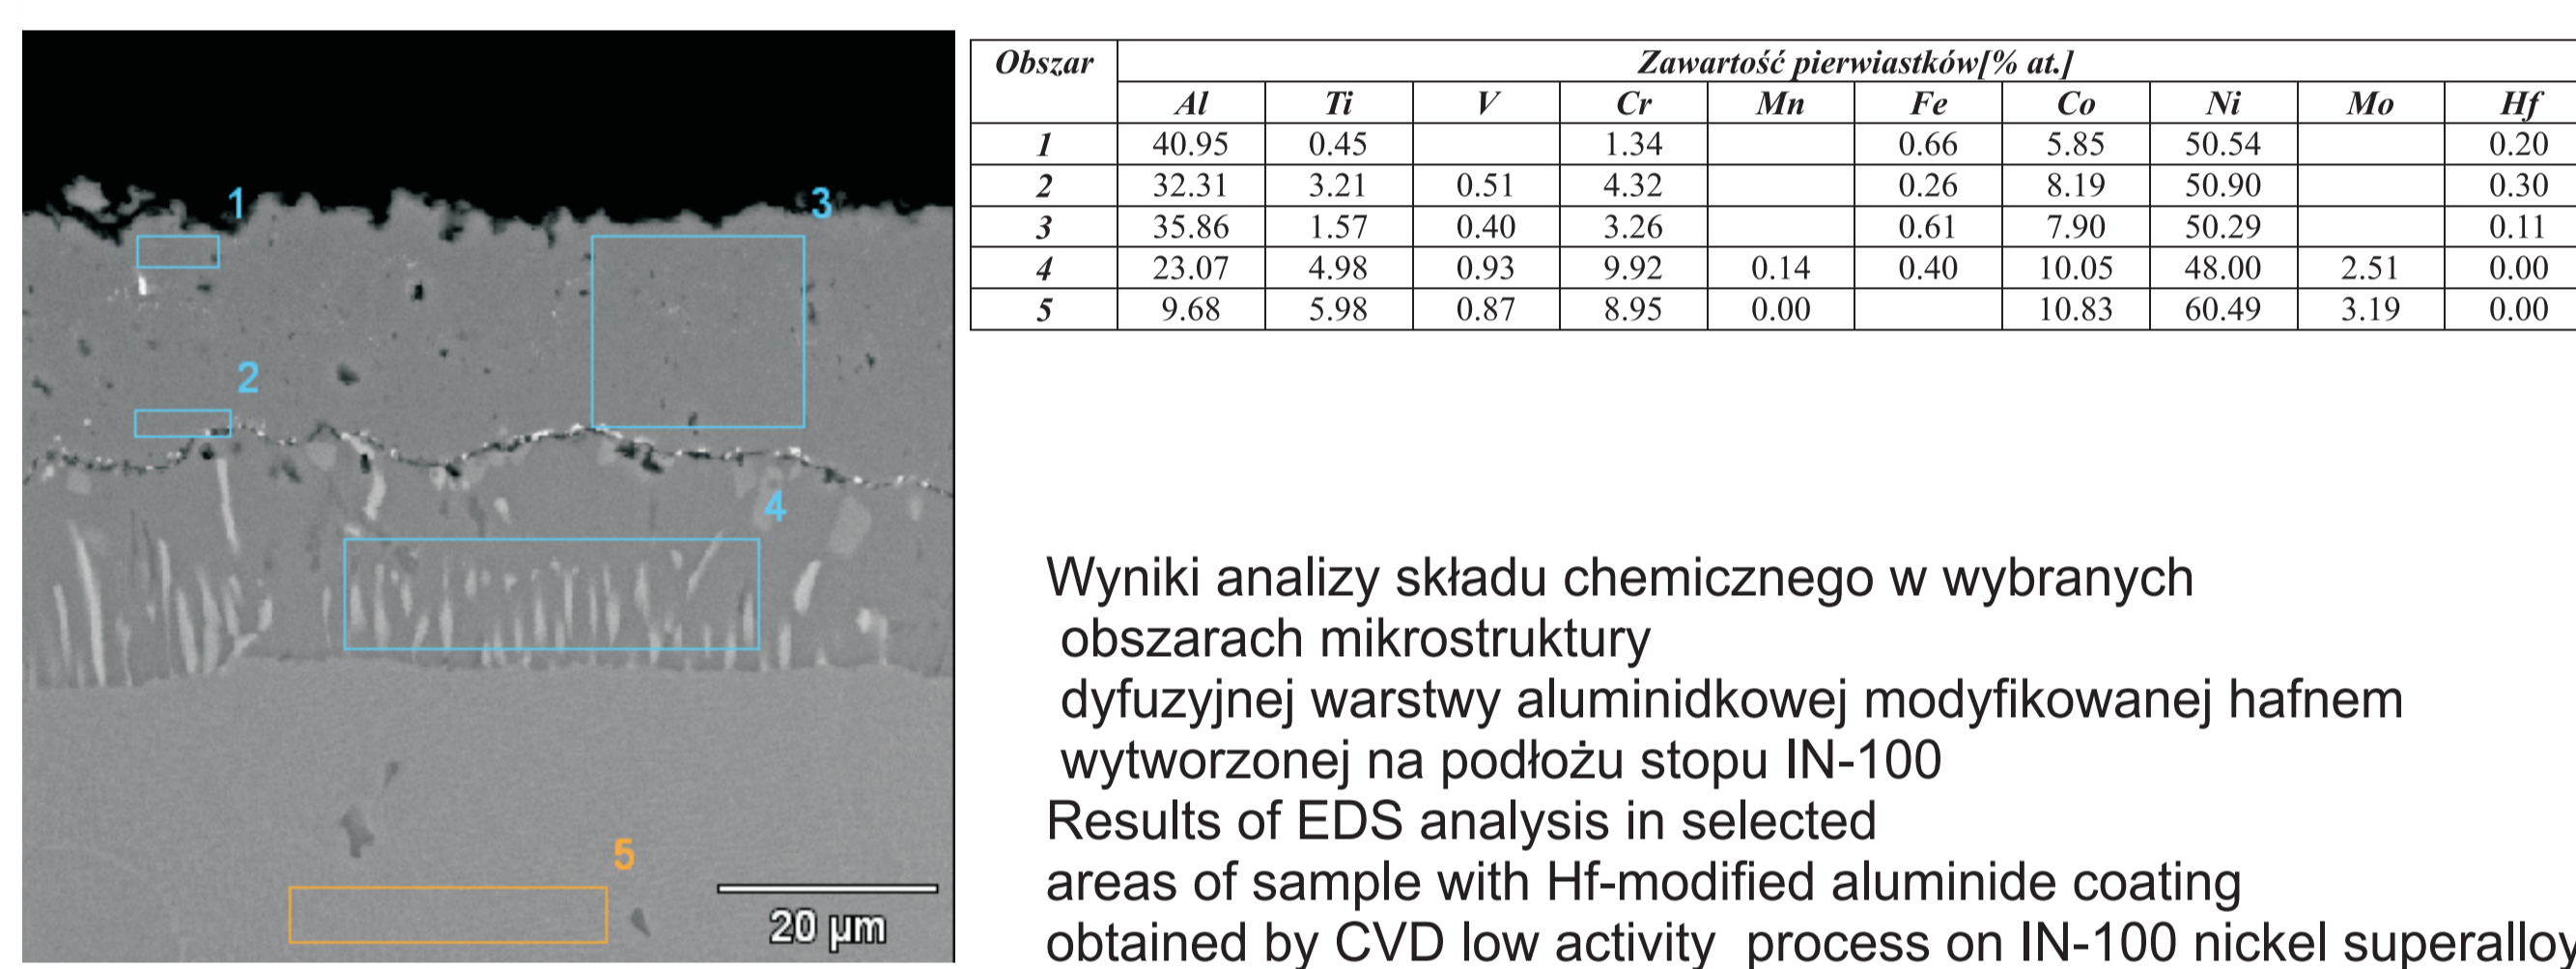 1
3
2
4
5
20 µm
Obszar Zawartość pierwiastków[% at.]
Al Ti V Cr Mn Fe Co Ni Mo Hf
1 40.95 0.45 1.34 0.66 5.85 50.54 0.20
2 32.31 3.21 0.51 4.32 0.26 8.19 50.90 0.30
3 35.86 1.57 0.40 3.26 0.61 7.90 50.29 0.11
4 23.07 4.98 0.93 9.92 0.14 0.40 10.05 48.00 2.51 0.00
5 9.68 5.98 0.87 8.95 0.00 10.83 60.49 3.19 0.00
Wyniki analizy składu chemicznego w wybranych
obszarach mikrostruktury
dyfuzyjnej warstwy aluminidkowej modyfikowanej hafnem
wytworzonej na podłożu stopu IN-100
Results of EDS analysis in selected
areas of sample with Hf-modified aluminide coating
obtained by CVD low activity process on IN-100 nickel superalloy